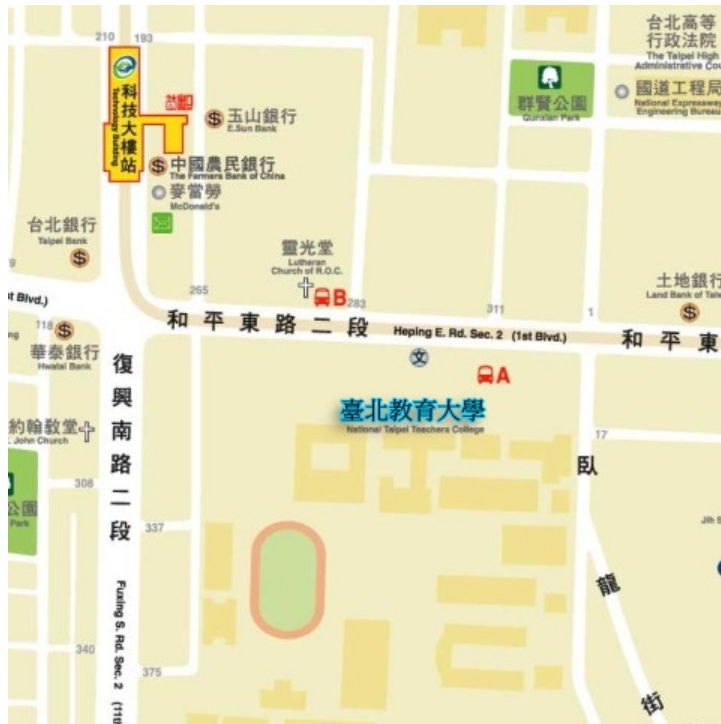 210
193
科技大樓站
Technology Building
玉山銀行
E.Sun Bank
中國農民銀行
The Farmers Bank of China
麥當勞
McDonald's
台北銀行
Taipei Bank
群賢公園
Qunxian Park
台北高等
行政法院
The Taipei High
Administrative Cou
國道工程局
National Expressway
Engineering Bureau
靈光堂
Lutheran
Church of R.O.C.
B
265
283
311
1
土地銀行
Land Bank of Taiw
st Blvd.)
118
華泰銀行
Hwatai Bank
和平東路二段
Heping E. Rd. Sec. 2 (1st Blvd.)
和平東
文
A
臺北教育大學
National Taipei Teachers College
約翰教堂
. John Church
復興南路二段
Fuxing S. Rd. Sec. 2 (11th
17
臥龍街
308
公園
Park
337
Jih S
340
375